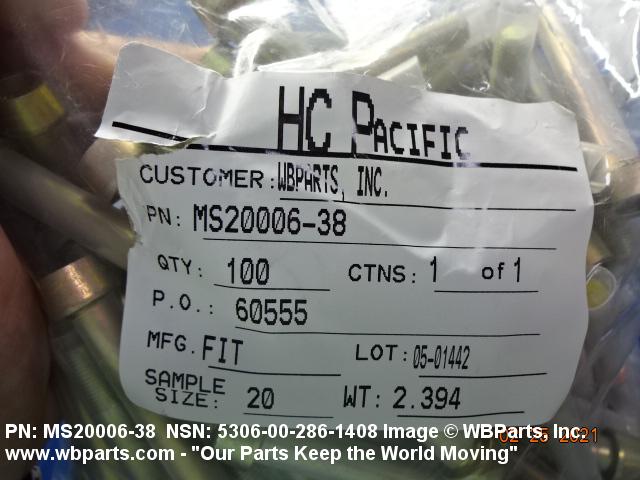 HC PACIFIC
CUSTOMER: WBPARTS, INC.
PN: MS20006-38
QTY: 100 CTNS: 1 of 1
P.O.: 60555
MFG. FIT LOT: 05-01442
SAMPLE
SIZE: 20 WT: 2.394
02 25 2021
PN: MS20006-38 NSN: 5306-00-286-1408 Image © WBParts, Inc.
www.wbparts.com - "Our Parts Keep the World Moving"